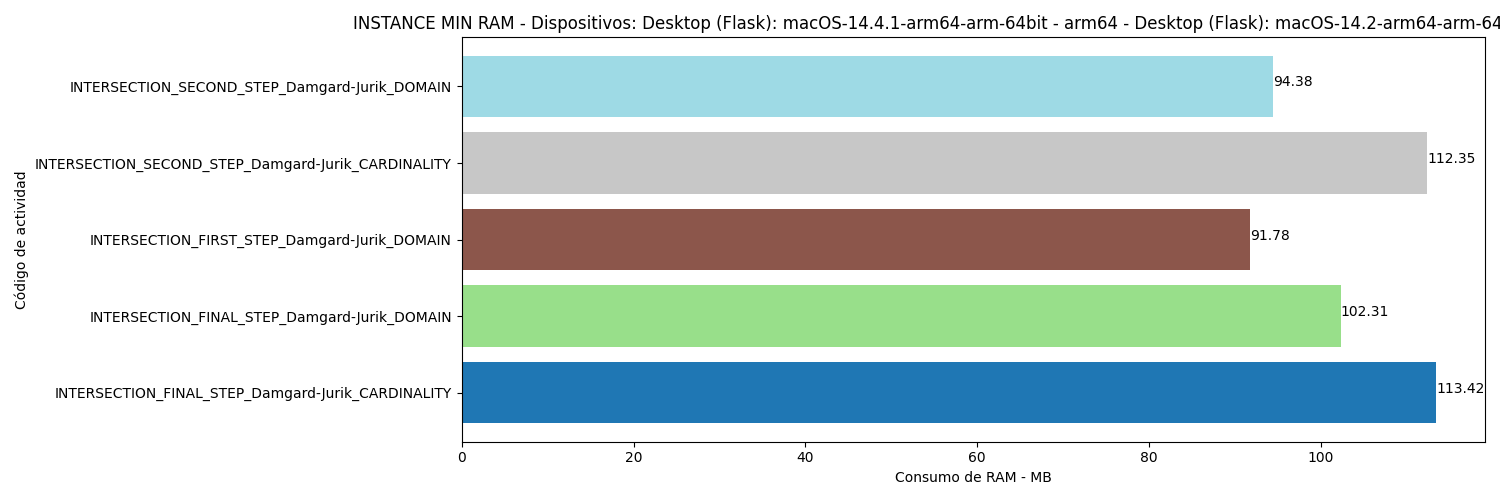 INSTANCE MIN RAM - Dispositivos: Desktop (Flask): macOS-14.4.1-arm64-arm-64bit - arm64 - Desktop (Flask): macOS-14.2-arm64-arm-64
INTERSECTION_SECOND_STEP_Damgard-Jurik_DOMAIN
94.38
INTERSECTION_SECOND_STEP_Damgard-Jurik_CARDINALITY
112.35
INTERSECTION_FIRST_STEP_Damgard-Jurik_DOMAIN
91.78
INTERSECTION_FINAL_STEP_Damgard-Jurik_DOMAIN
102.31
INTERSECTION_FINAL_STEP_Damgard-Jurik_CARDINALITY
113.42
Código de actividad
0 20 40 60 80 100
Consumo de RAM - MB